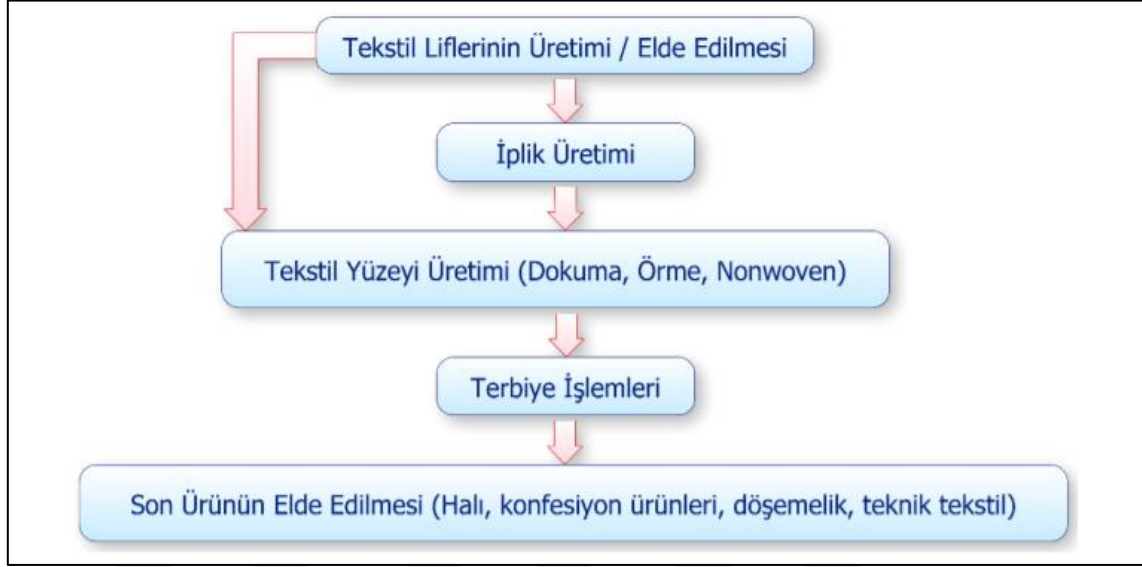 Tekstil Liflerinin Üretimi / Elde Edilmesi
İplik Üretimi
Tekstil Yüzeyi Üretimi (Dokuma, Örme, Nonwoven)
Terbiye İşlemleri
Son Ürünün Elde Edilmesi (Halı, konfesiyon ürünleri, döşemelik, teknik tekstil)